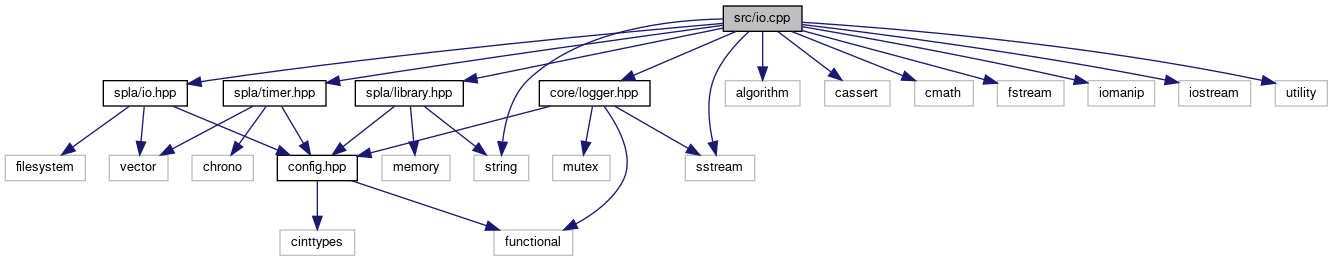 src/io.cpp
spla/io.hpp
spla/timer.hpp
spla/library.hpp
core/logger.hpp
algorithm
cassert
cmath
fstream
iomanip
iostream
utility
filesystem
vector
chrono
config.hpp
memory
string
mutex
sstream
cinttypes
functional